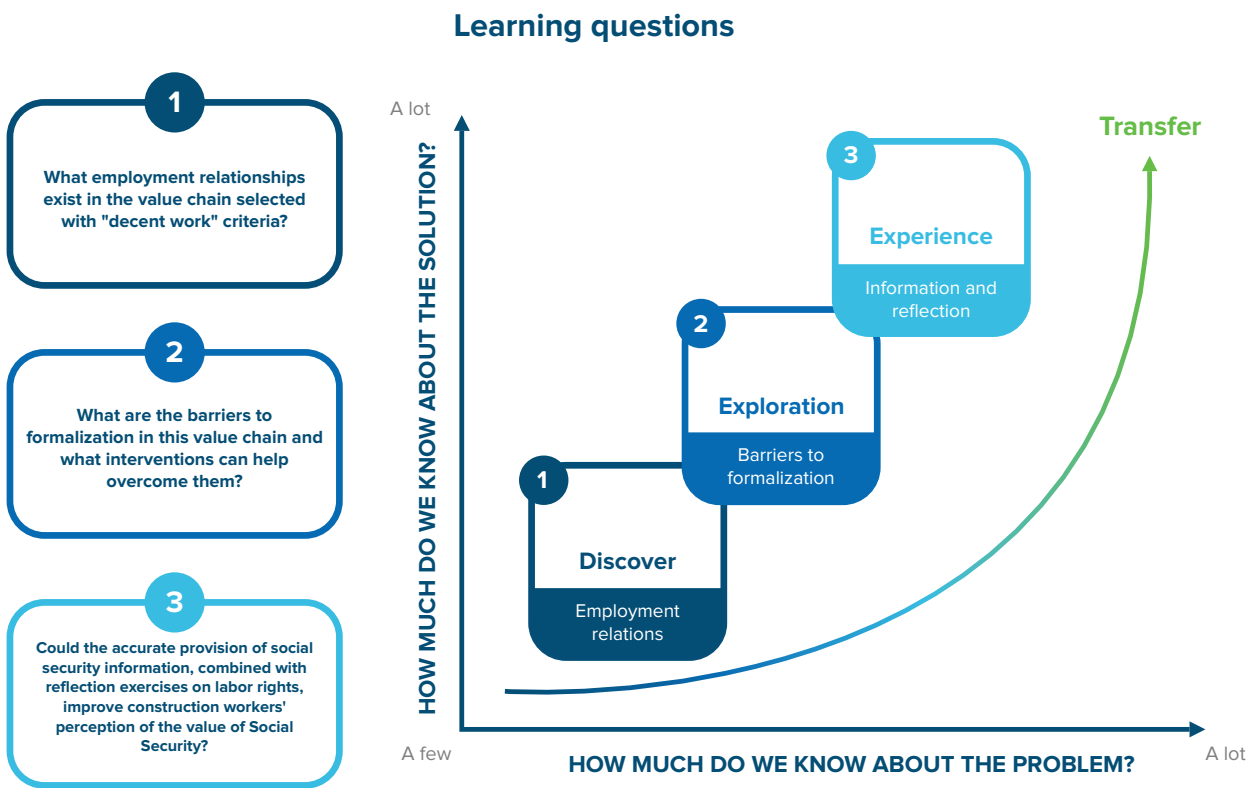 Learning questions
1
What employment relationships
exist in the value chain selected
with "decent work" criteria?
2
What are the barriers to
formalization in this value chain and
what interventions can help
overcome them?
3
Could the accurate provision of social
security information, combined with
reflection exercises on labor rights,
improve construction workers'
perception of the value of Social
Security?
A lot
HOW MUCH DO WE KNOW ABOUT THE SOLUTION?
Transfer
3
Experience
Information and
reflection
2
Exploration
Barriers to
formalization
1
Discover
Employment
relations
A few
HOW MUCH DO WE KNOW ABOUT THE PROBLEM?
A lot